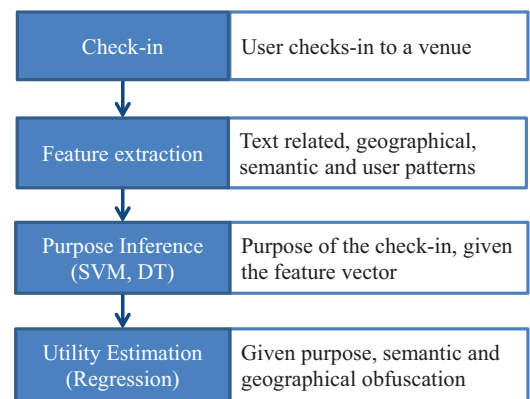 Check-in
User checks-in to a venue
Feature extraction
Text related, geographical,
semantic and user patterns
Purpose Inference
(SVM, DT)
Purpose of the check-in, given
the feature vector
Utility Estimation
(Regression)
Given purpose, semantic and
geographical obfuscation